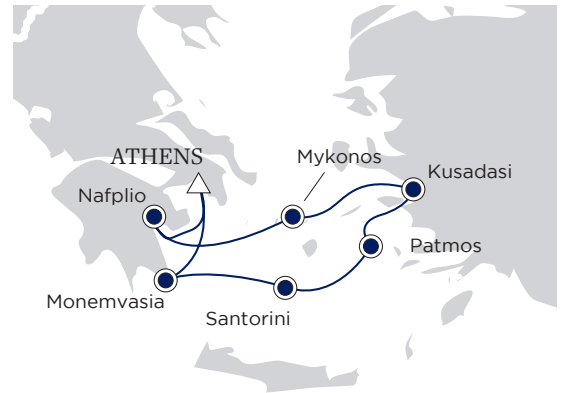 ATHENS
Mykonos
Kusadasi
Nafplio
Patmos
Monemvasia
Santorini